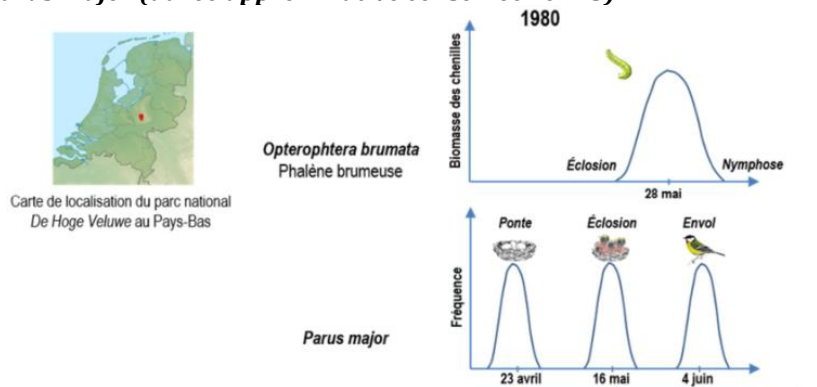 1980
Carte de localisation du parc national
De Hoge Veluwe au Pays-Bas
Opterophtera brumata
Phalène brumeuse
Biomasse des chenilles
Éclosion
Nymphose
28 mai
Parus major
Fréquence
Ponte
Éclosion
Envol
23 avril
16 mai
4 juin